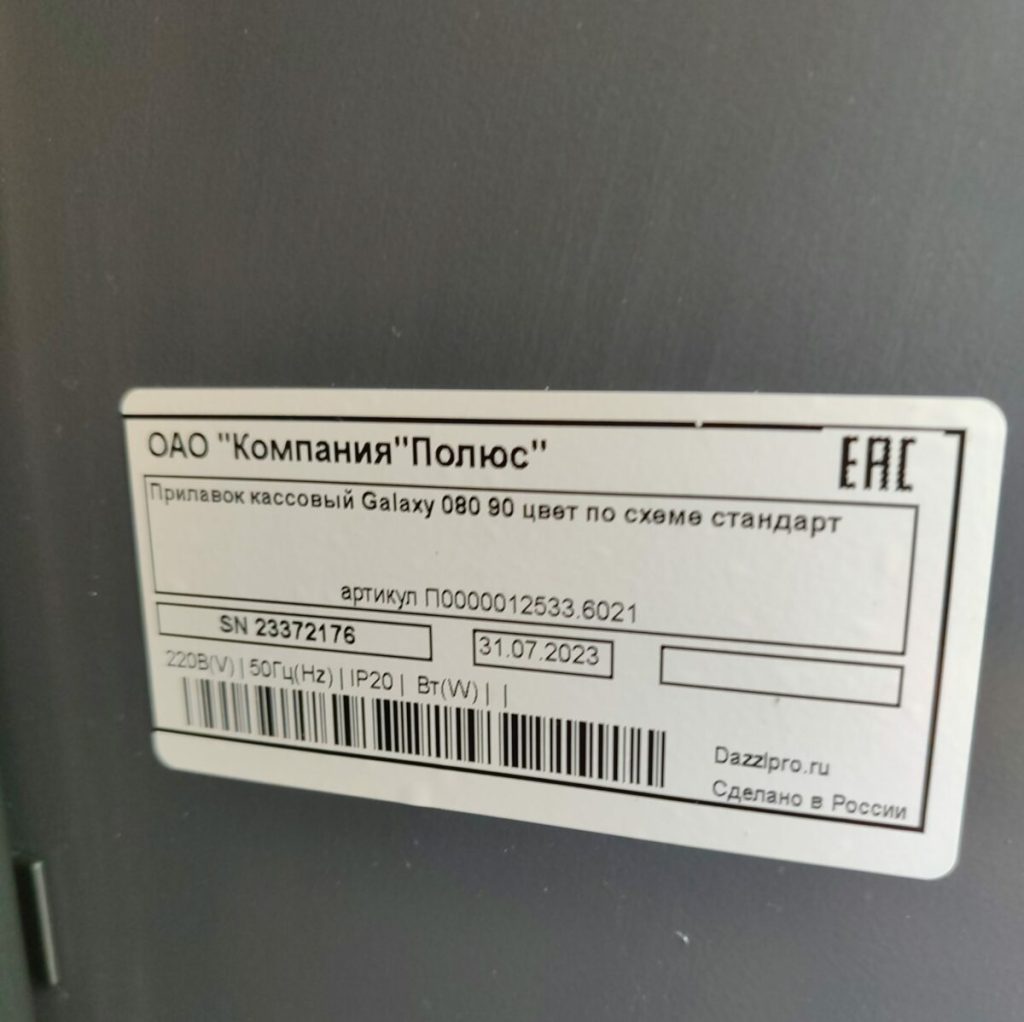 ОАО "Компания"Полюс"
EAC
Прилавок кассовый Galaxy 080 90 цвет по схеме стандарт
артикул П0000012533.6021
SN 23372176
31.07.2023
220В(V) | 50Гц(Hz) | IP20 | Вт(W) | |
Dazzlpro.ru
Сделано в России